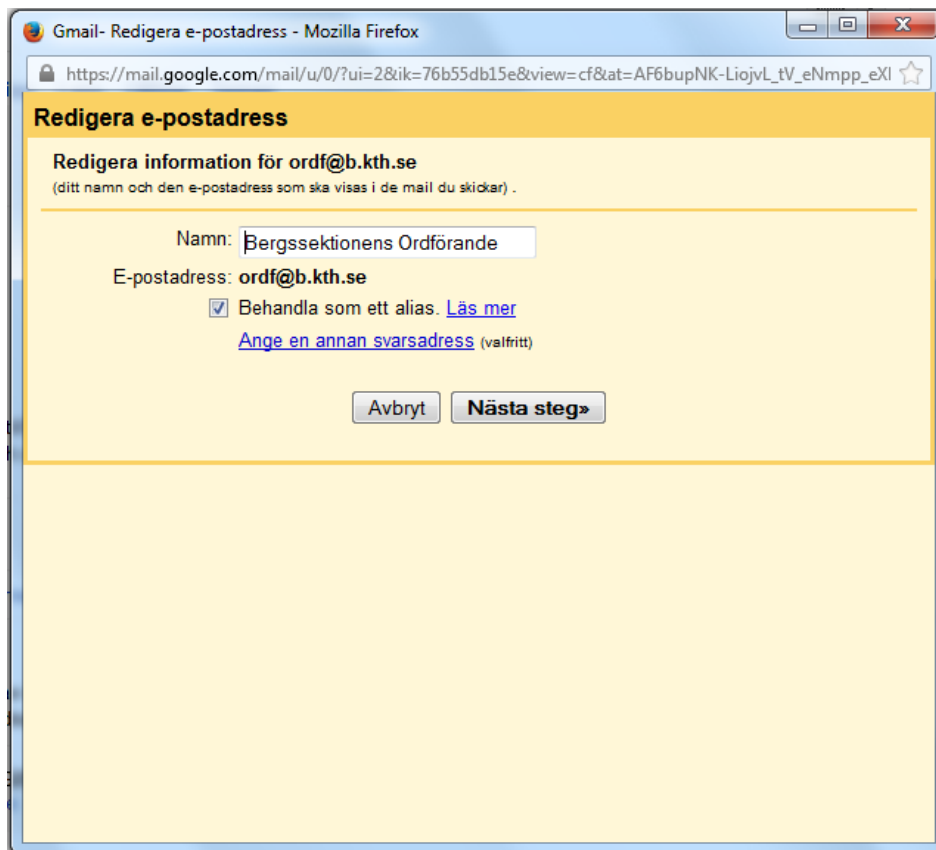 Gmail- Redigera e-postadress - Mozilla Firefox
https://mail.google.com/mail/u/0/?ui=2&ik=76b55db15e&view=cf&at=AF6bupNK-LiojvL_tV_eNmpp_eXl
Redigera e-postadress
Redigera information för ordf@b.kth.se
(ditt namn och den e-postadress som ska visas i de mail du skickar) .
Namn: Bergssektionens Ordförande
E-postadress: ordf@b.kth.se
Behandla som ett alias. Läs mer
Ange en annan svarsadress (valfritt)
Avbryt Nästa steg»